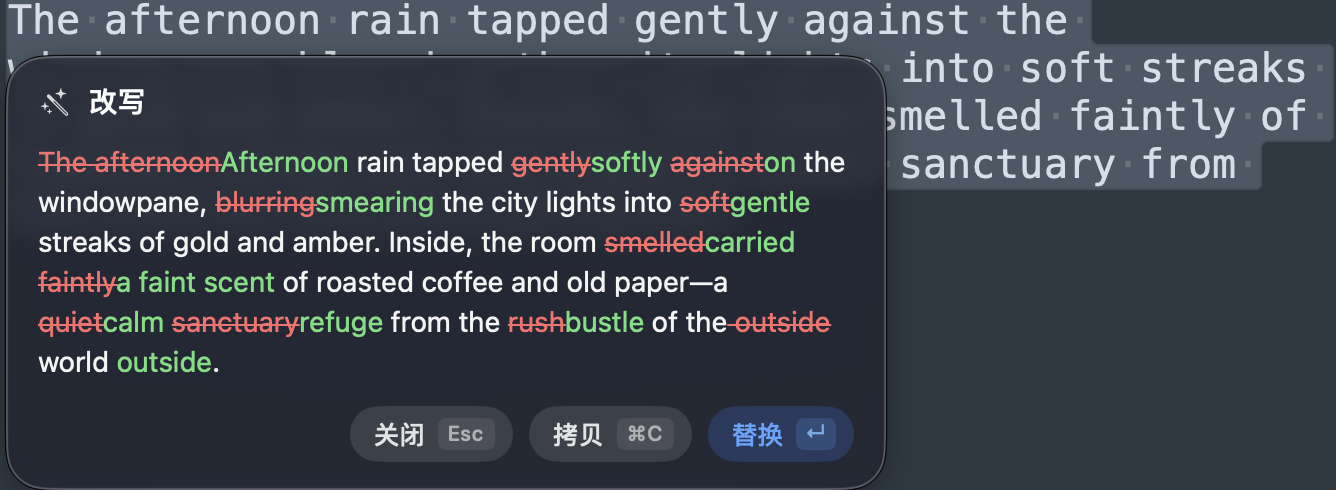 The afternoon rain tapped gently against the
into soft streaks
smelled faintly of
sanctuary from
改写
The afternoonAfternoon rain tapped gentlysoftly againston the
windowpane, blurringsmearing the city lights into softgentle
streaks of gold and amber. Inside, the room smelledcarried
faintlya faint scent of roasted coffee and old paper—a
quietcalm sanctuaryrefuge from the rushbustle of the outside
world outside.
关闭 Esc 拷贝 ⌘C 替换 ↵